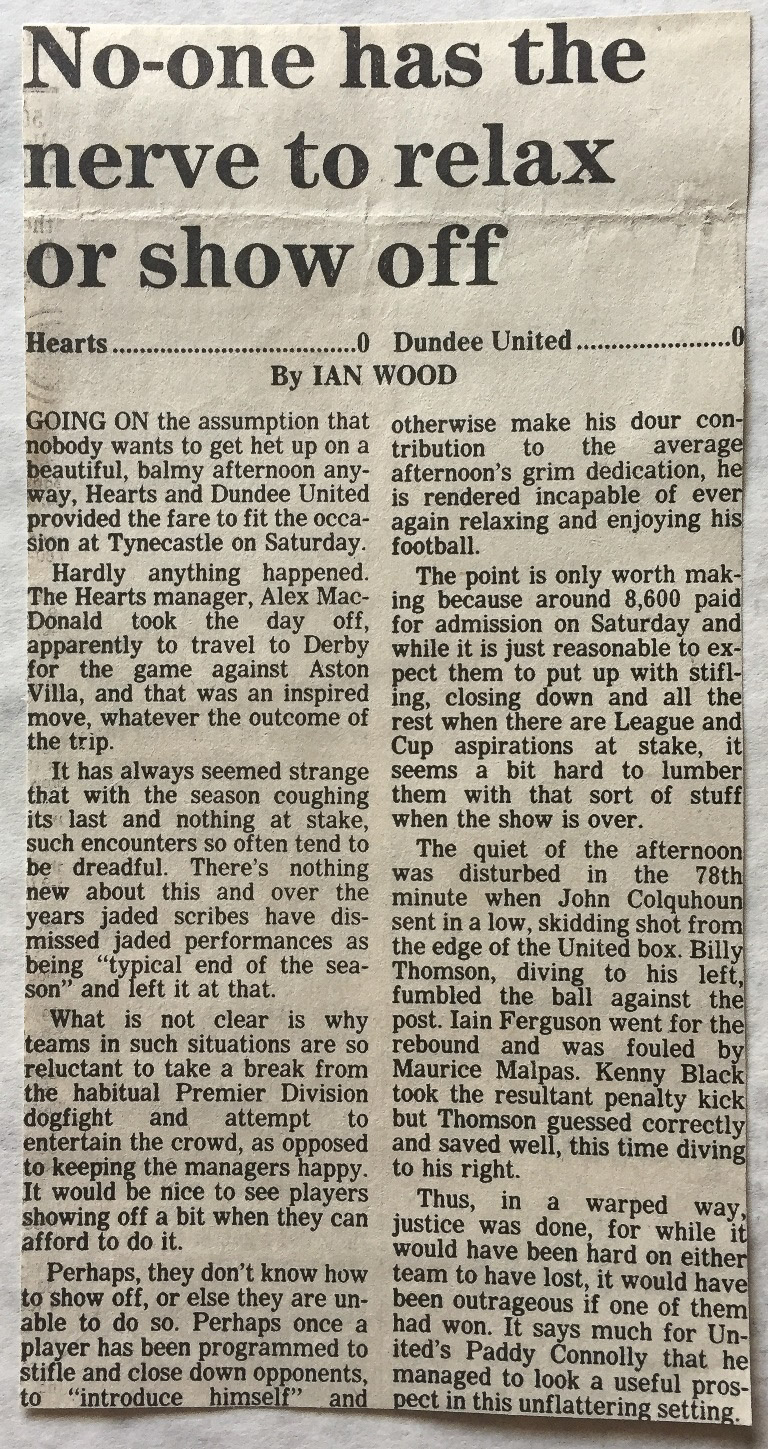 No-one has the
nerve to relax
or show off
Hearts....................................0 Dundee United......................0
By IAN WOOD
GOING ON the assumption that
nobody wants to get het up on a
beautiful, balmy afternoon any-
way, Hearts and Dundee United
provided the fare to fit the occa-
sion at Tynecastle on Saturday.
Hardly anything happened.
The Hearts manager, Alex Mac-
Donald took the day off,
apparently to travel to Derby
for the game against Aston
Villa, and that was an inspired
move, whatever the outcome of
the trip.
It has always seemed strange
that with the season coughing
its last and nothing at stake,
such encounters so often tend to
be dreadful. There's nothing
new about this and over the
years jaded scribes have dis-
missed jaded performances as
being "typical end of the sea-
son" and left it at that.
What is not clear is why
teams in such situations are so
reluctant to take a break from
the habitual Premier Division
dogfight and attempt to
entertain the crowd, as opposed
to keeping the managers happy.
It would be nice to see players
showing off a bit when they can
afford to do it.
Perhaps, they don't know how
to show off, or else they are un-
able to do so. Perhaps once a
player has been programmed to
stifle and close down opponents,
to "introduce himself" and
otherwise make his dour con-
tribution to the average
afternoon's grim dedication, he
is rendered incapable of ever
again relaxing and enjoying his
football.
The point is only worth mak-
ing because around 8,600 paid
for admission on Saturday and
while it is just reasonable to ex-
pect them to put up with stifl-
ing, closing down and all the
rest when there are League and
Cup aspirations at stake, it
seems a bit hard to lumber
them with that sort of stuff
when the show is over.
The quiet of the afternoon
was disturbed in the 78th
minute when John Colquhoun
sent in a low, skidding shot from
the edge of the United box. Billy
Thomson, diving to his left,
fumbled the ball against the
post. Iain Ferguson went for the
rebound and was fouled by
Maurice Malpas. Kenny Black
took the resultant penalty kick
but Thomson guessed correctly
and saved well, this time diving
to his right.
Thus, in a warped way,
justice was done, for while it
would have been hard on either
team to have lost, it would have
been outrageous if one of them
had won. It says much for Un-
ited's Paddy Connolly that he
managed to look a useful pros-
pect in this unflattering setting.